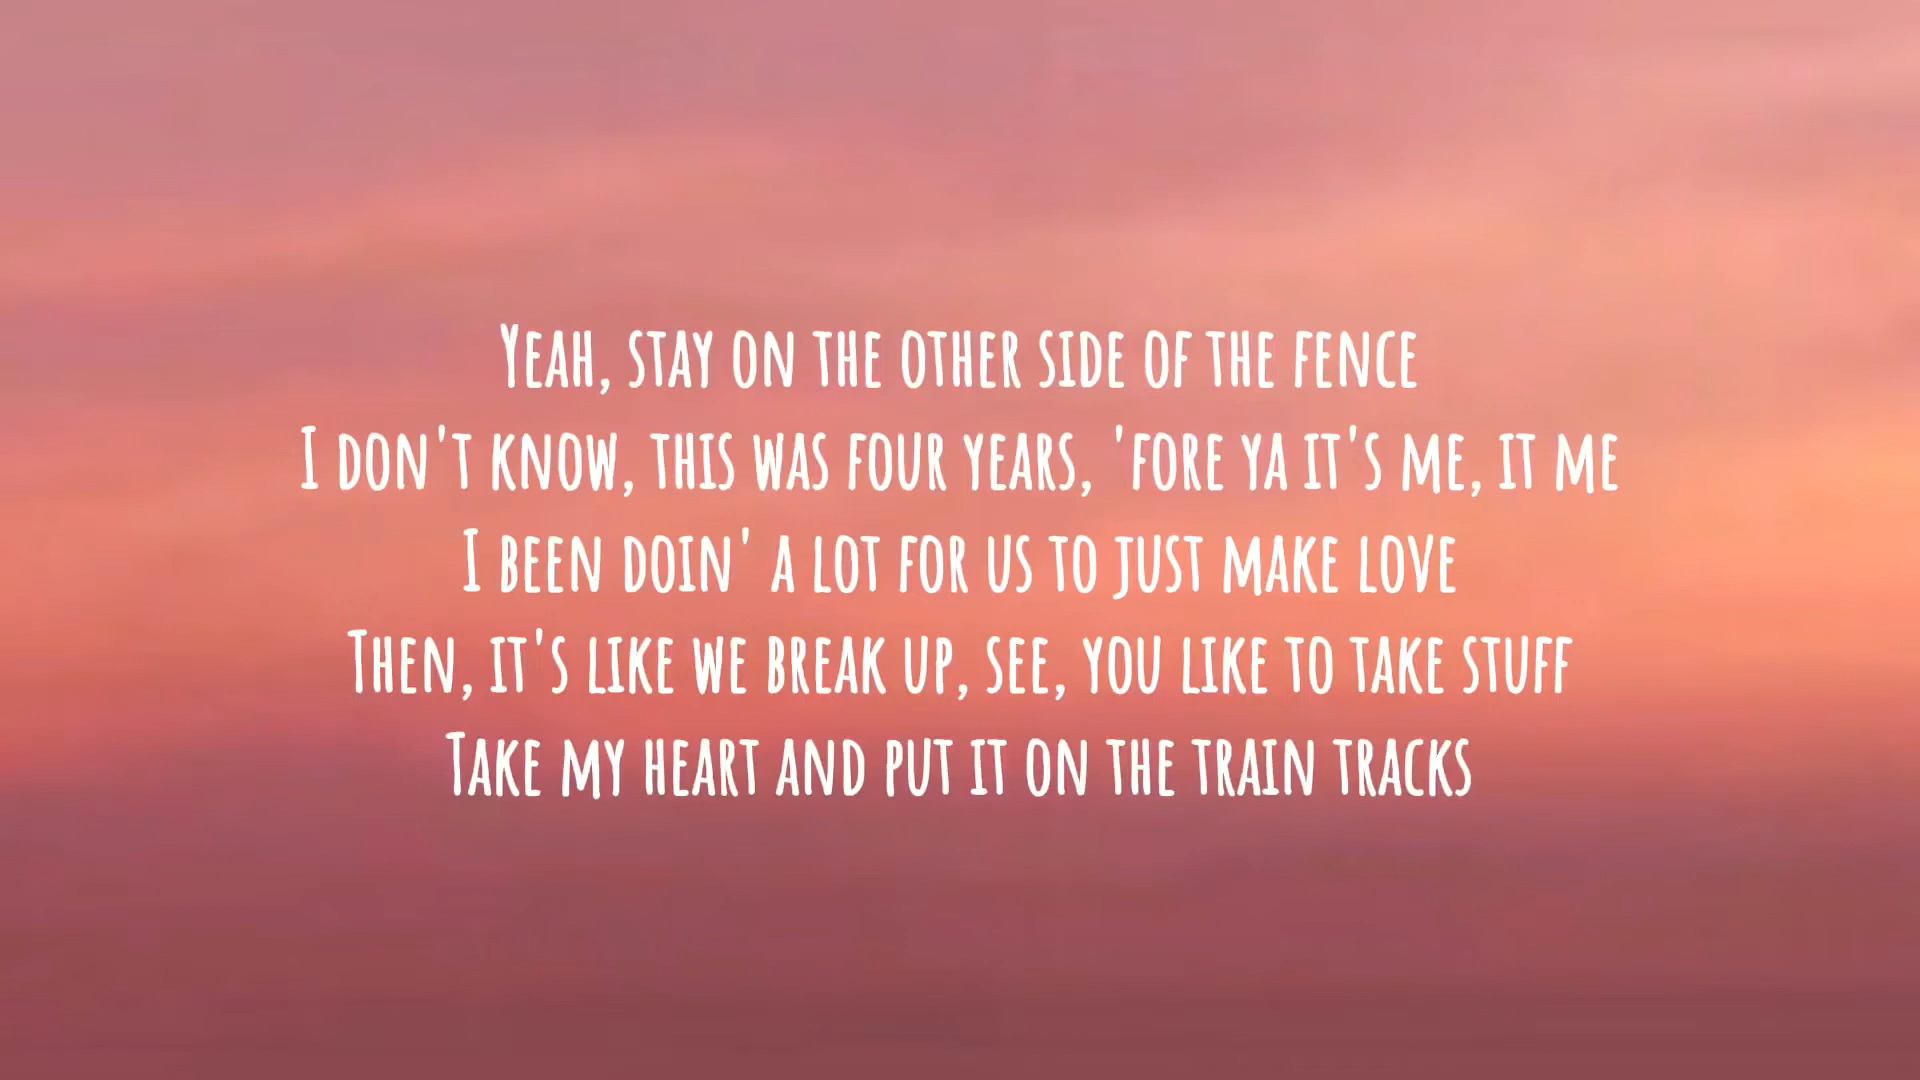 Yeah, stay on the other side of the fence
I don't know, this was four years, 'fore ya it's me, it me
I been doin' a lot for us to just make love
Then, it's like we break up, see, you like to take stuff
Take my heart and put it on the train tracks